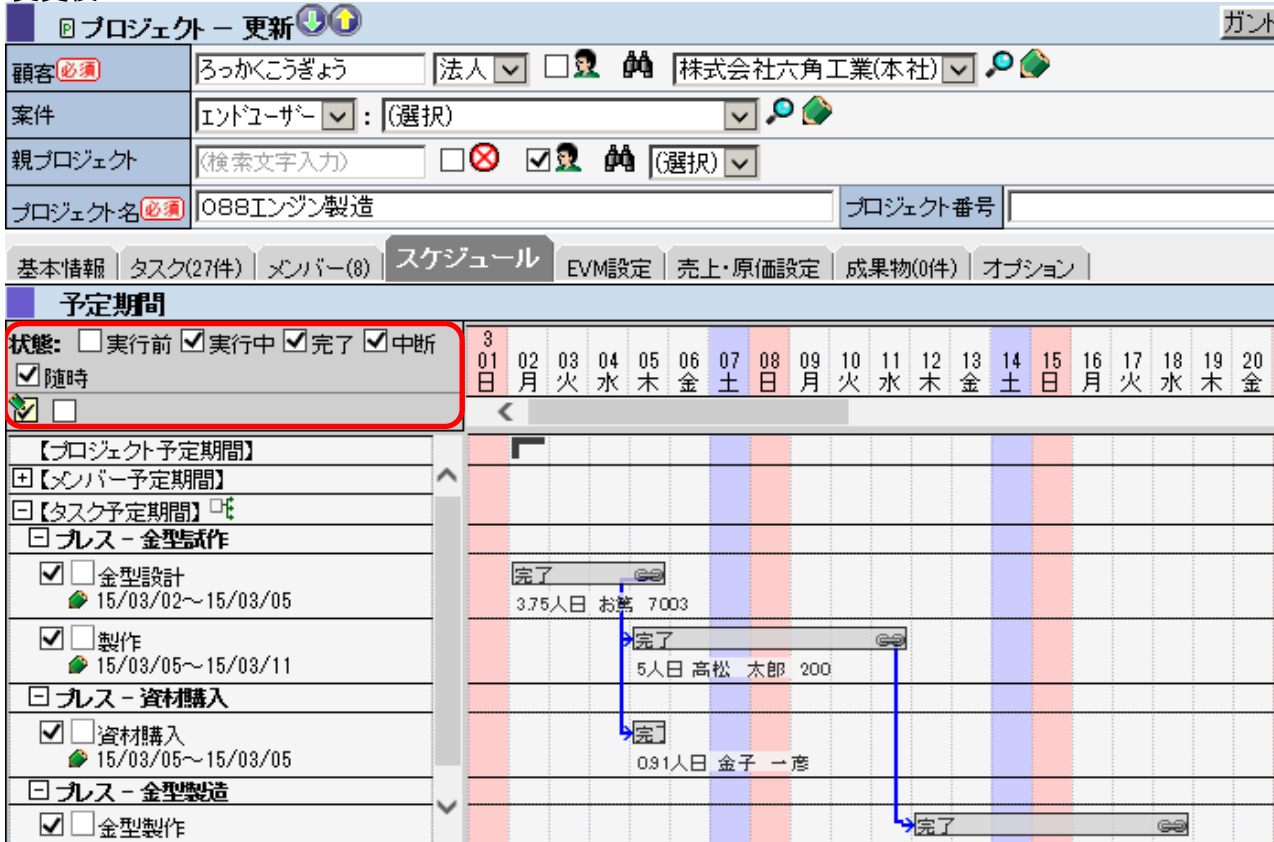 プロジェクト － 更新
ガント
顧客 必須 ろっかくこうぎょう 法人 株式会社六角工業(本社)
案件 エンドユーザー : (選択)
親プロジェクト (検索文字入力) (選択)
プロジェクト名 必須 088エンジン製造 プロジェクト番号
基本情報 タスク(27件) メンバー(8) スケジュール EVM設定 売上・原価設定 成果物(0件) オプション
予定期間
状態: 実行前 実行中 完了 中断
随時
3
01 02 03 04 05 06 07 08 09 10 11 12 13 14 15 16 17 18 19 20
日 月 火 水 木 金 土 日 月 火 水 木 金 土 日 月 火 水 木 金
【プロジェクト予定期間】
【メンバー予定期間】
【タスク予定期間】
プレス － 金型試作
金型設計 完了
15/03/02～15/03/05 3.75人日 お篤 7003
製作 完了
15/03/05～15/03/11 5人日 高松 太郎 200
プレス － 資材購入
資材購入 完了
15/03/05～15/03/05 0.91人日 金子 一彦
プレス － 金型製造
金型製作 完了